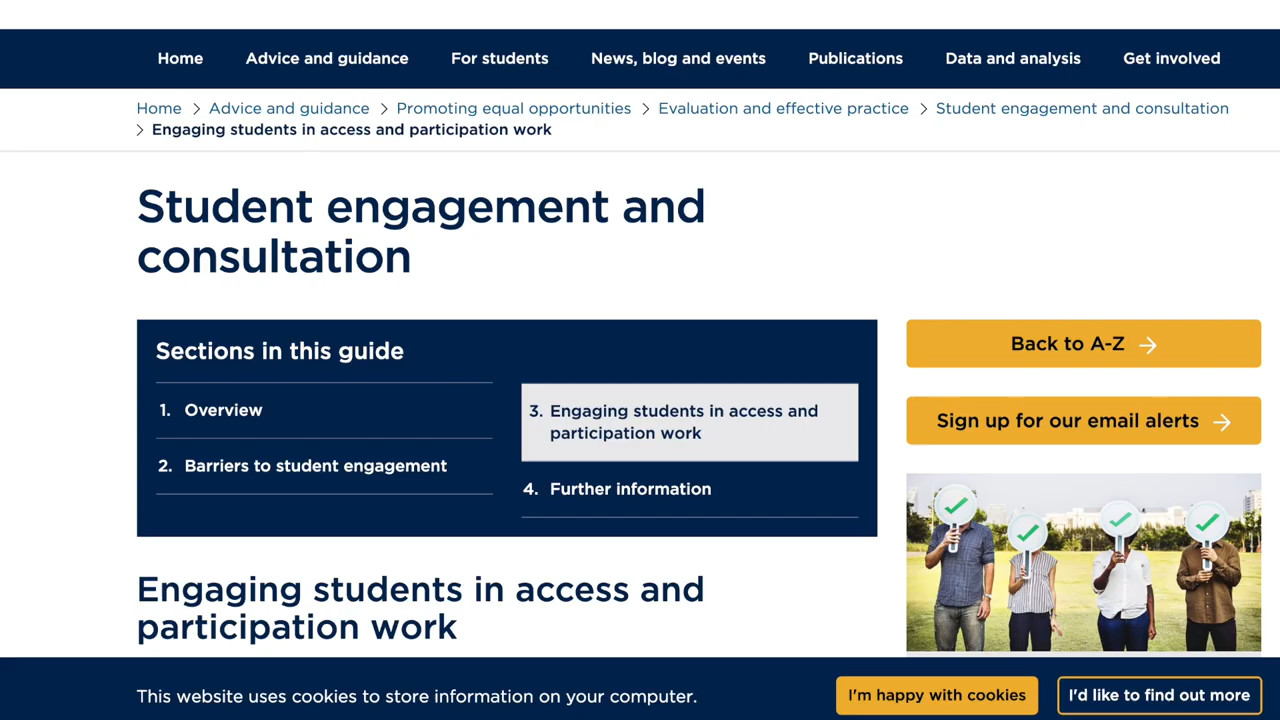 Home Advice and guidance For students News, blog and events Publications Data and analysis Get involved
Home > Advice and guidance > Promoting equal opportunities > Evaluation and effective practice > Student engagement and consultation
> Engaging students in access and participation work
Student engagement and
consultation
Sections in this guide
1. Overview
2. Barriers to student engagement
3. Engaging students in access and
participation work
4. Further information
Back to A-Z →
Sign up for our email alerts →
Engaging students in access and
participation work
This website uses cookies to store information on your computer.
I'm happy with cookies
I'd like to find out more